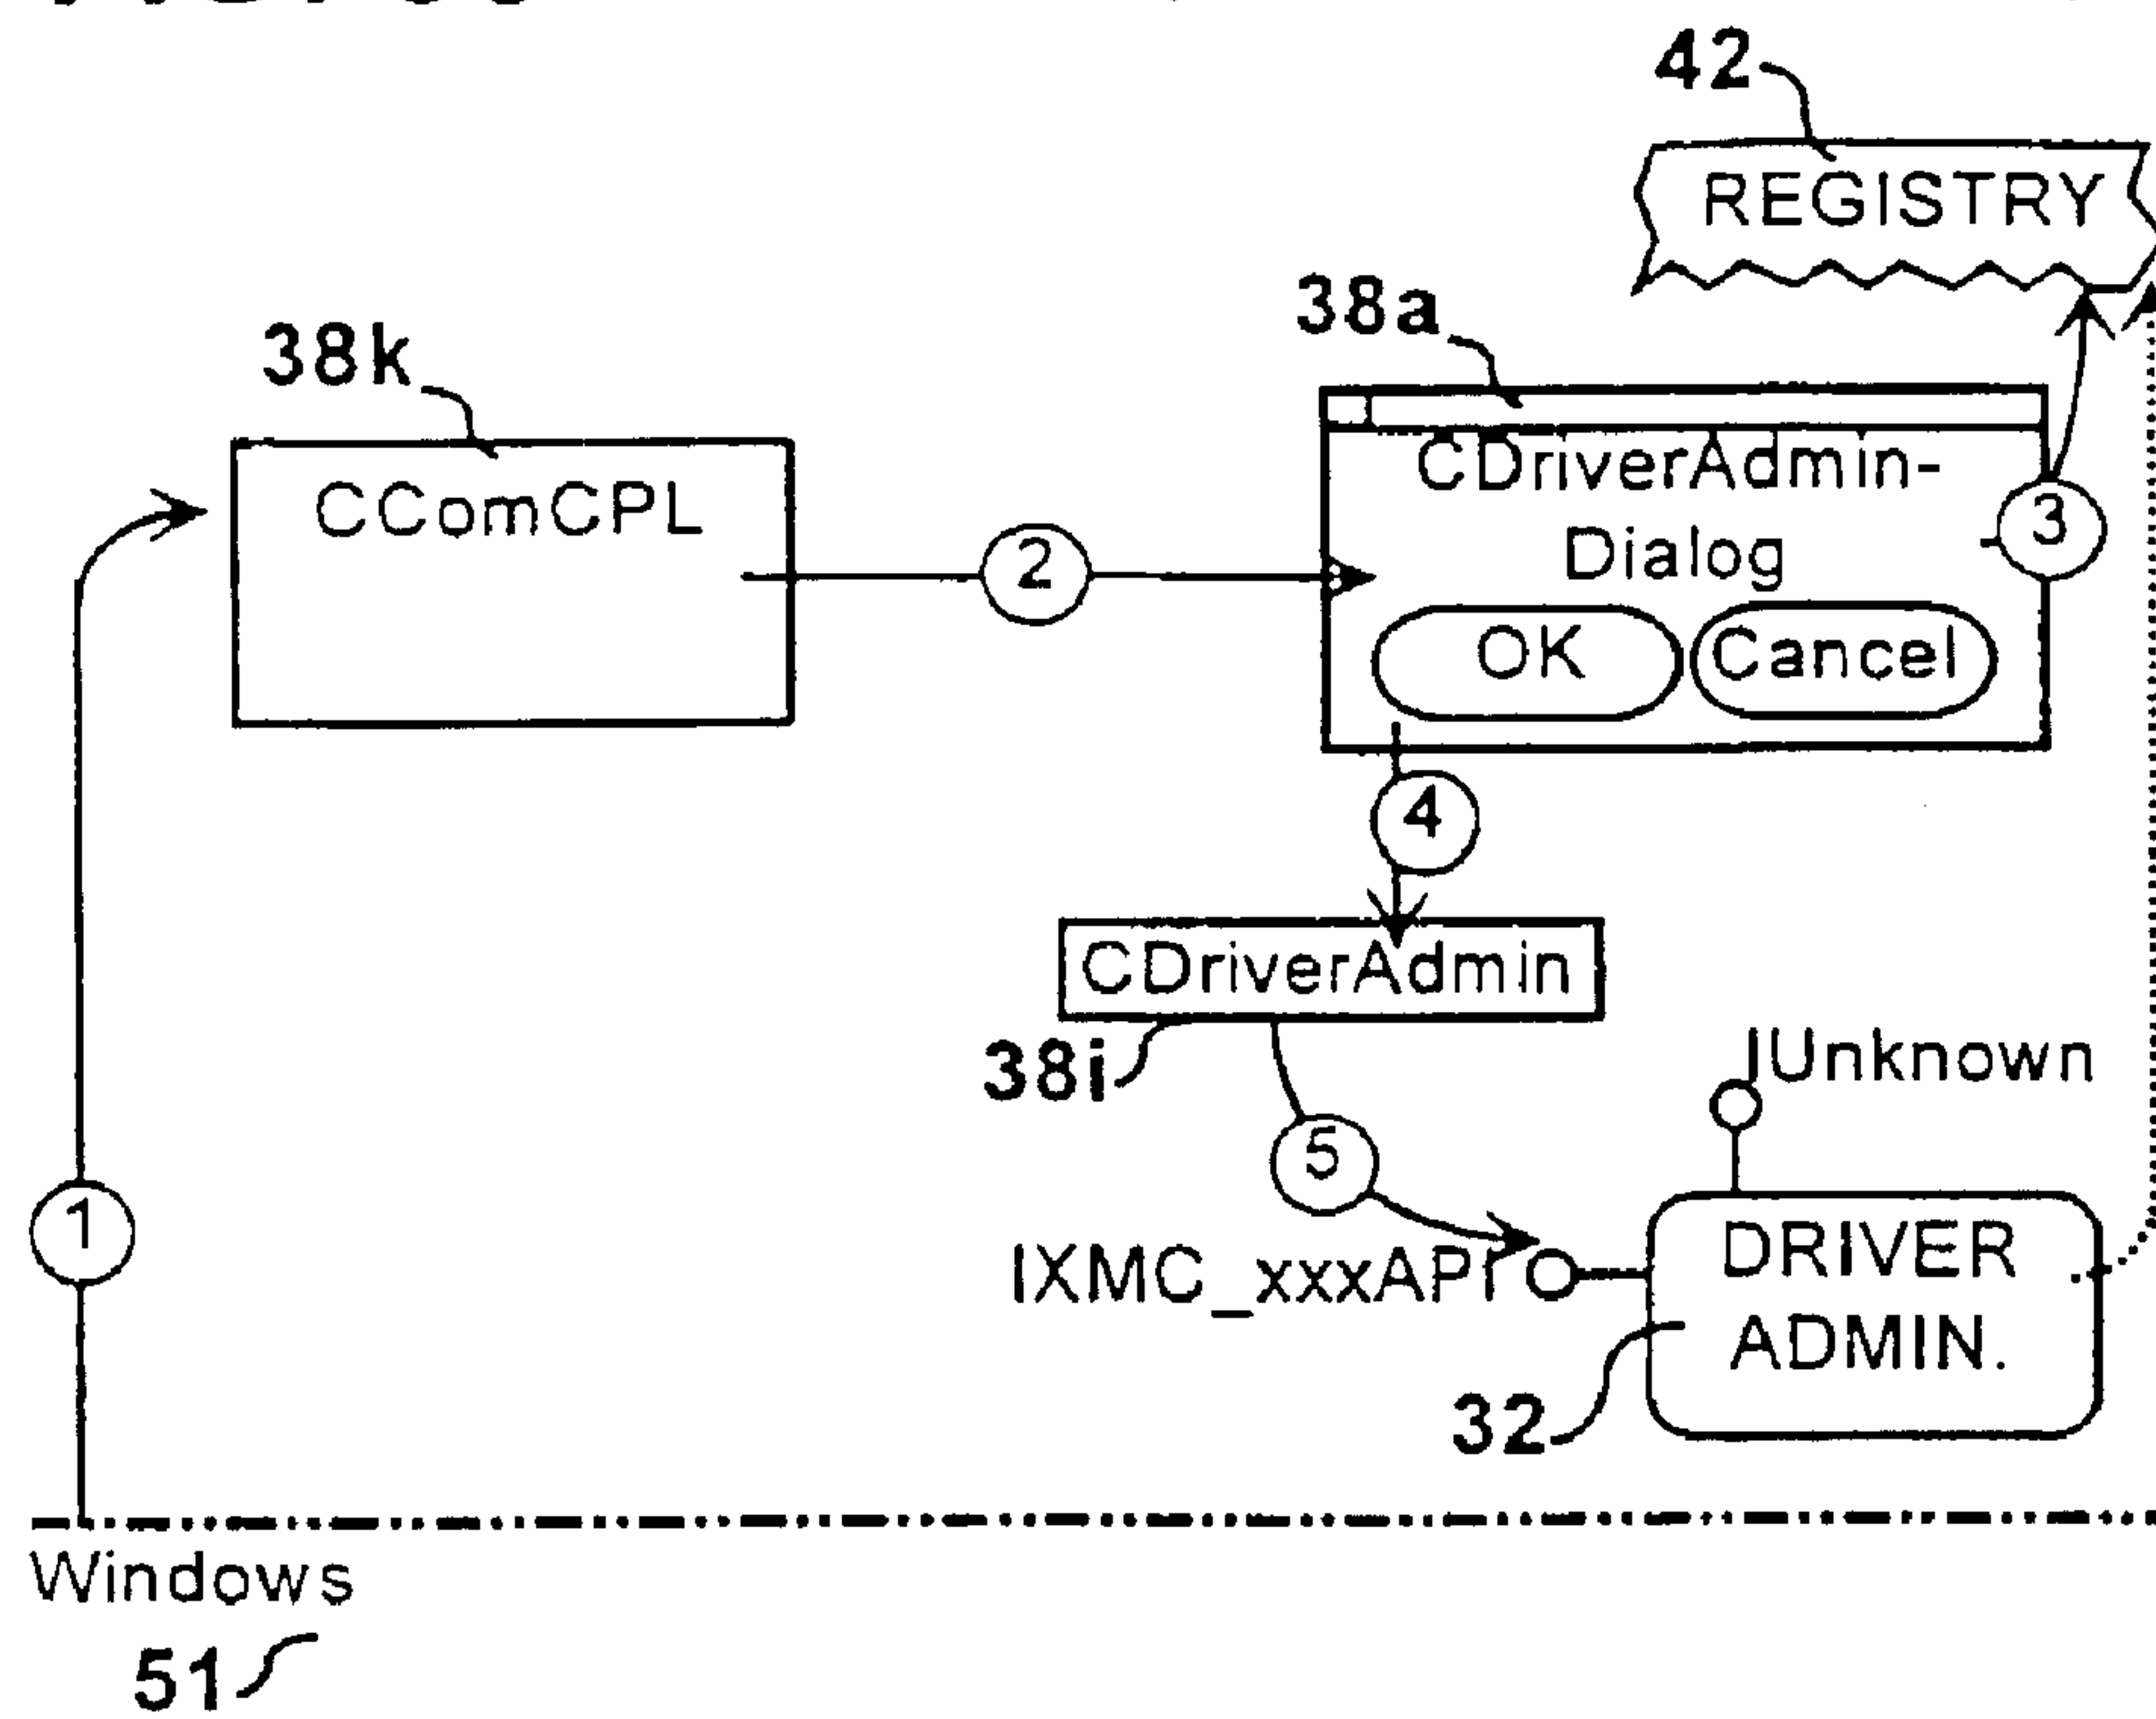 42
REGISTRY
38a
38k
CDriverAdmin-
CComCPL
3
Dialog
2
OK
Cancel
4
CDriverAdmin
38i
IUnknown
5
1
DRIVER
IXMC_xxxAPI
ADMIN.
32
Windows
51